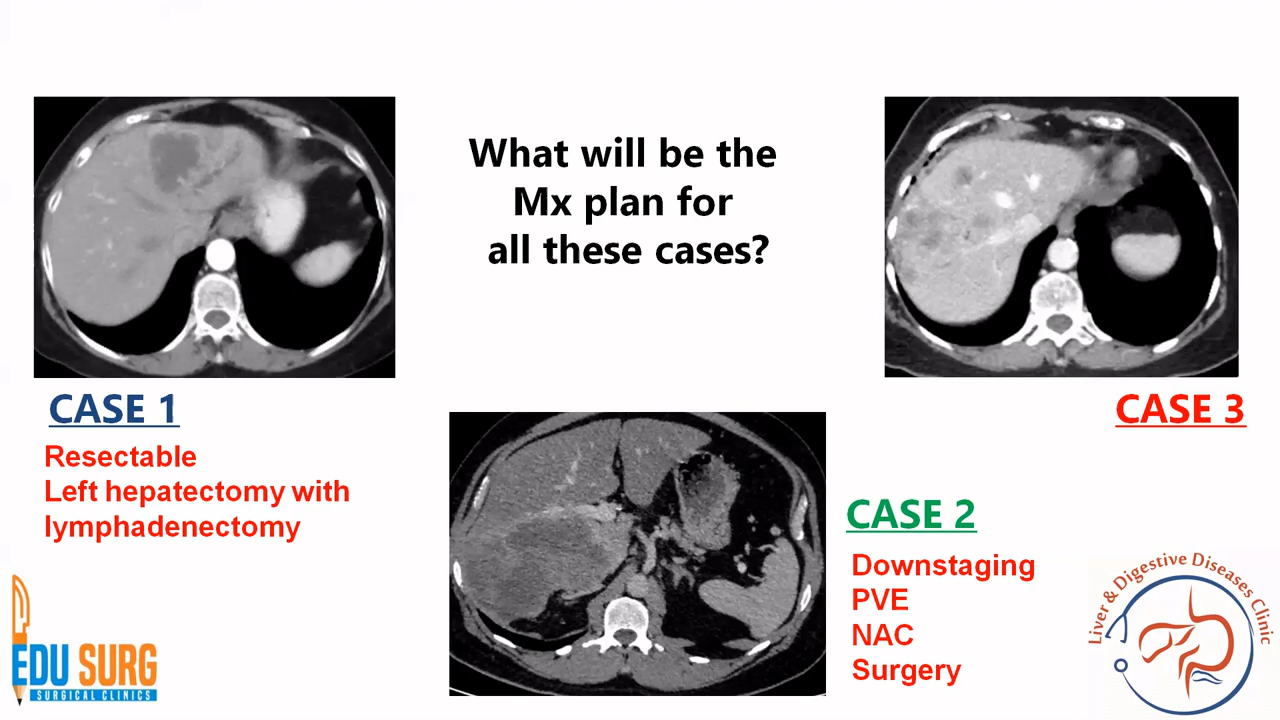 What will be the
Mx plan for
all these cases?
CASE 1
Resectable
Left hepatectomy with
lymphadenectomy
CASE 3
CASE 2
Downstaging
PVE
NAC
Surgery
EDU SURG
SURGICAL CLINICS
Liver & Digestive Diseases Clinic